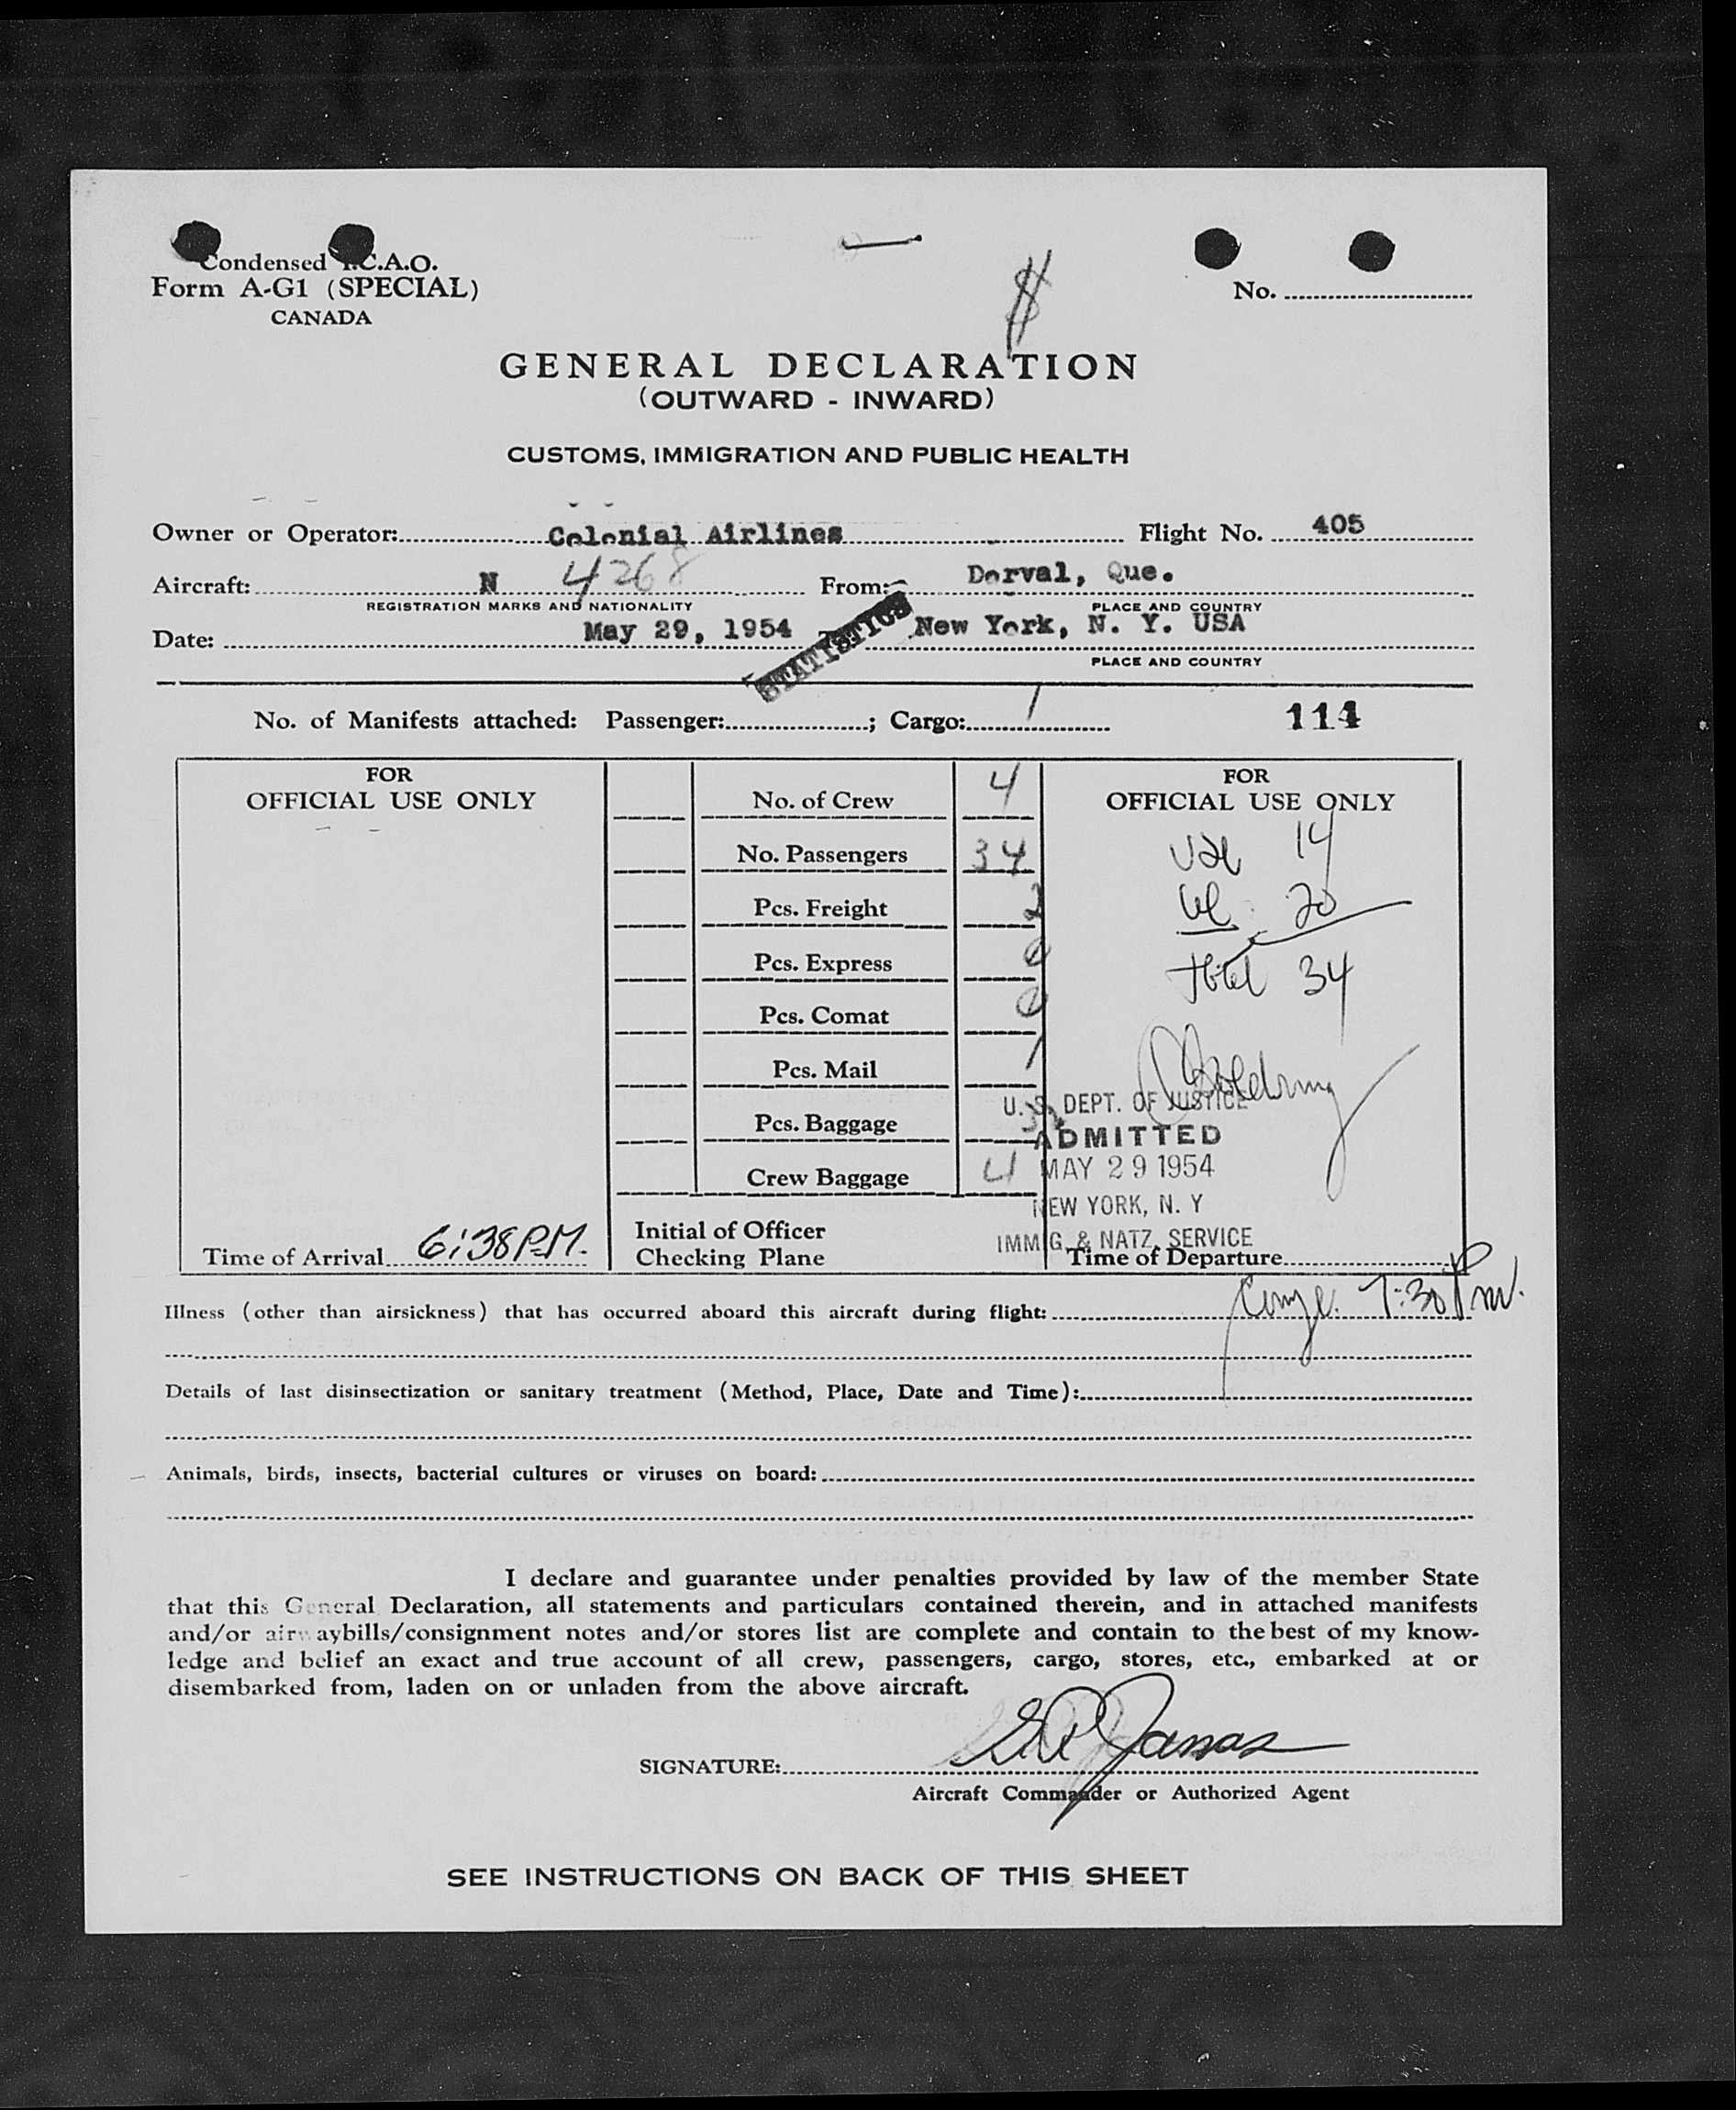 Condensed I.C.A.O.
Form A-G1 (SPECIAL)
CANADA
No.
$
GENERAL DECLARATION
(OUTWARD - INWARD)
CUSTOMS, IMMIGRATION AND PUBLIC HEALTH
Owner or Operator: Colonial Airlines Flight No. 405
Aircraft: N 4268 From: Dorval, Que.
REGISTRATION MARKS AND NATIONALITY PLACE AND COUNTRY
Date: May 29, 1954 New York, N. Y. USA
STATISTICS
PLACE AND COUNTRY
No. of Manifests attached: Passenger: ; Cargo: 1 114
FOR
OFFICIAL USE ONLY
No. of Crew 4
No. Passengers 34
Pcs. Freight 2
Pcs. Express 0
Pcs. Comat 0
Pcs. Mail 1
Pcs. Baggage
Crew Baggage 4
FOR
OFFICIAL USE ONLY
14
20
Total 34
U. S. DEPT. OF JUSTICE
ADMITTED
MAY 29 1954
NEW YORK, N. Y
IMMIG. & NATZ. SERVICE
Time of Arrival 6:38 P.M.
Initial of Officer
Checking Plane
Time of Departure
7:30 Pm.
Illness (other than airsickness) that has occurred aboard this aircraft during flight:
Details of last disinsectization or sanitary treatment (Method, Place, Date and Time):
Animals, birds, insects, bacterial cultures or viruses on board:
I declare and guarantee under penalties provided by law of the member State
that this General Declaration, all statements and particulars contained therein, and in attached manifests
and/or airwaybills/consignment notes and/or stores list are complete and contain to the best of my know-
ledge and belief an exact and true account of all crew, passengers, cargo, stores, etc., embarked at or
disembarked from, laden on or unladen from the above aircraft.
SIGNATURE:
Aircraft Commander or Authorized Agent
SEE INSTRUCTIONS ON BACK OF THIS SHEET